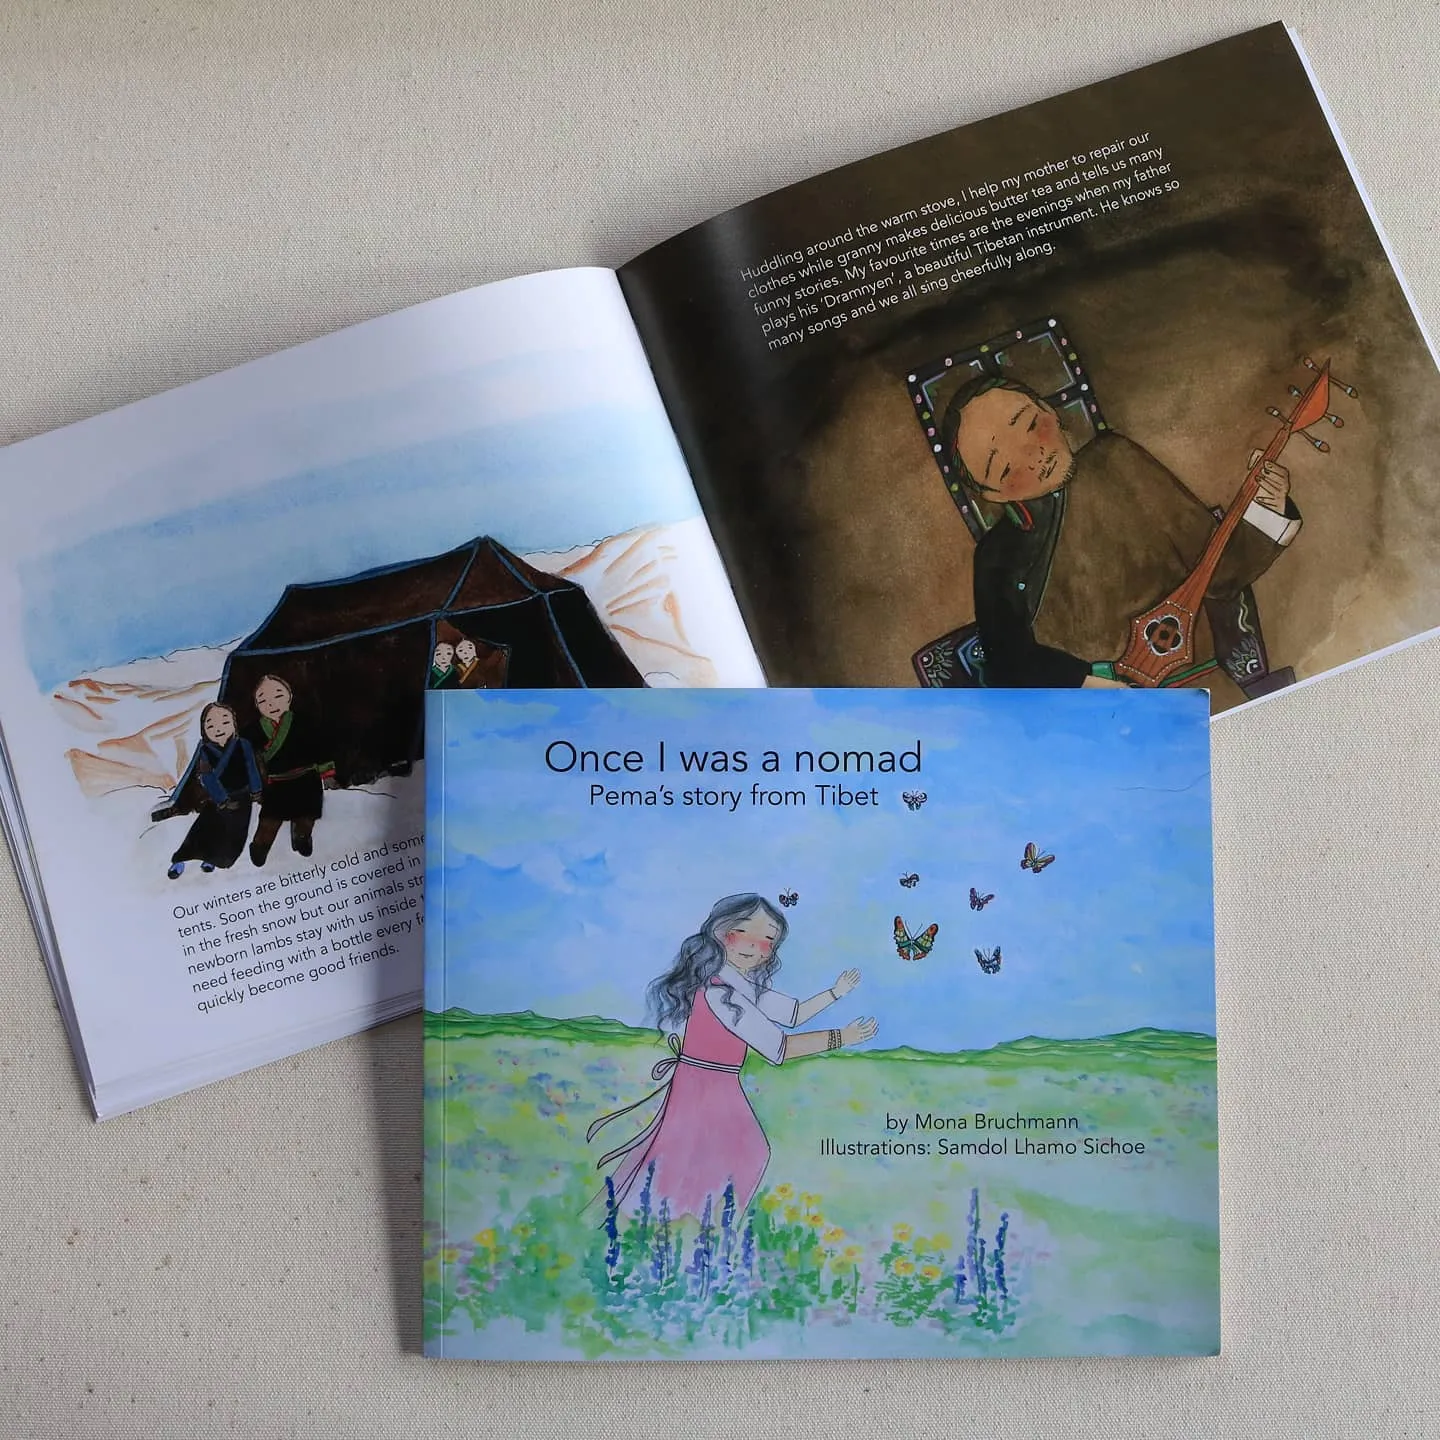 Huddling around the warm stove, I help my mother to repair our
clothes while granny makes delicious butter tea and tells us many
funny stories. My favourite times are the evenings when my father
plays his 'Dramnyen', a beautiful Tibetan instrument. He knows so
many songs and we all sing cheerfully along.
Our winters are bitterly cold and
tents. Soon the ground is covered in
in the fresh snow but our animals
newborn lambs stay with us inside
need feeding with a bottle every
quickly become good friends.
Once I was a nomad
Pema's story from Tibet
by Mona Bruchmann
Illustrations: Samdol Lhamo Sichoe